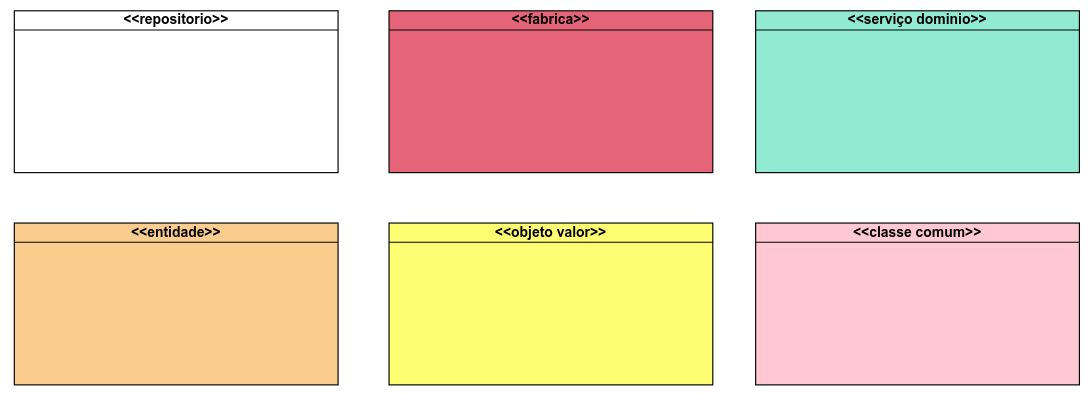 <<repositorio>>
<<fabrica>>
<<serviço dominio>>
<<entidade>>
<<objeto valor>>
<<classe comum>>